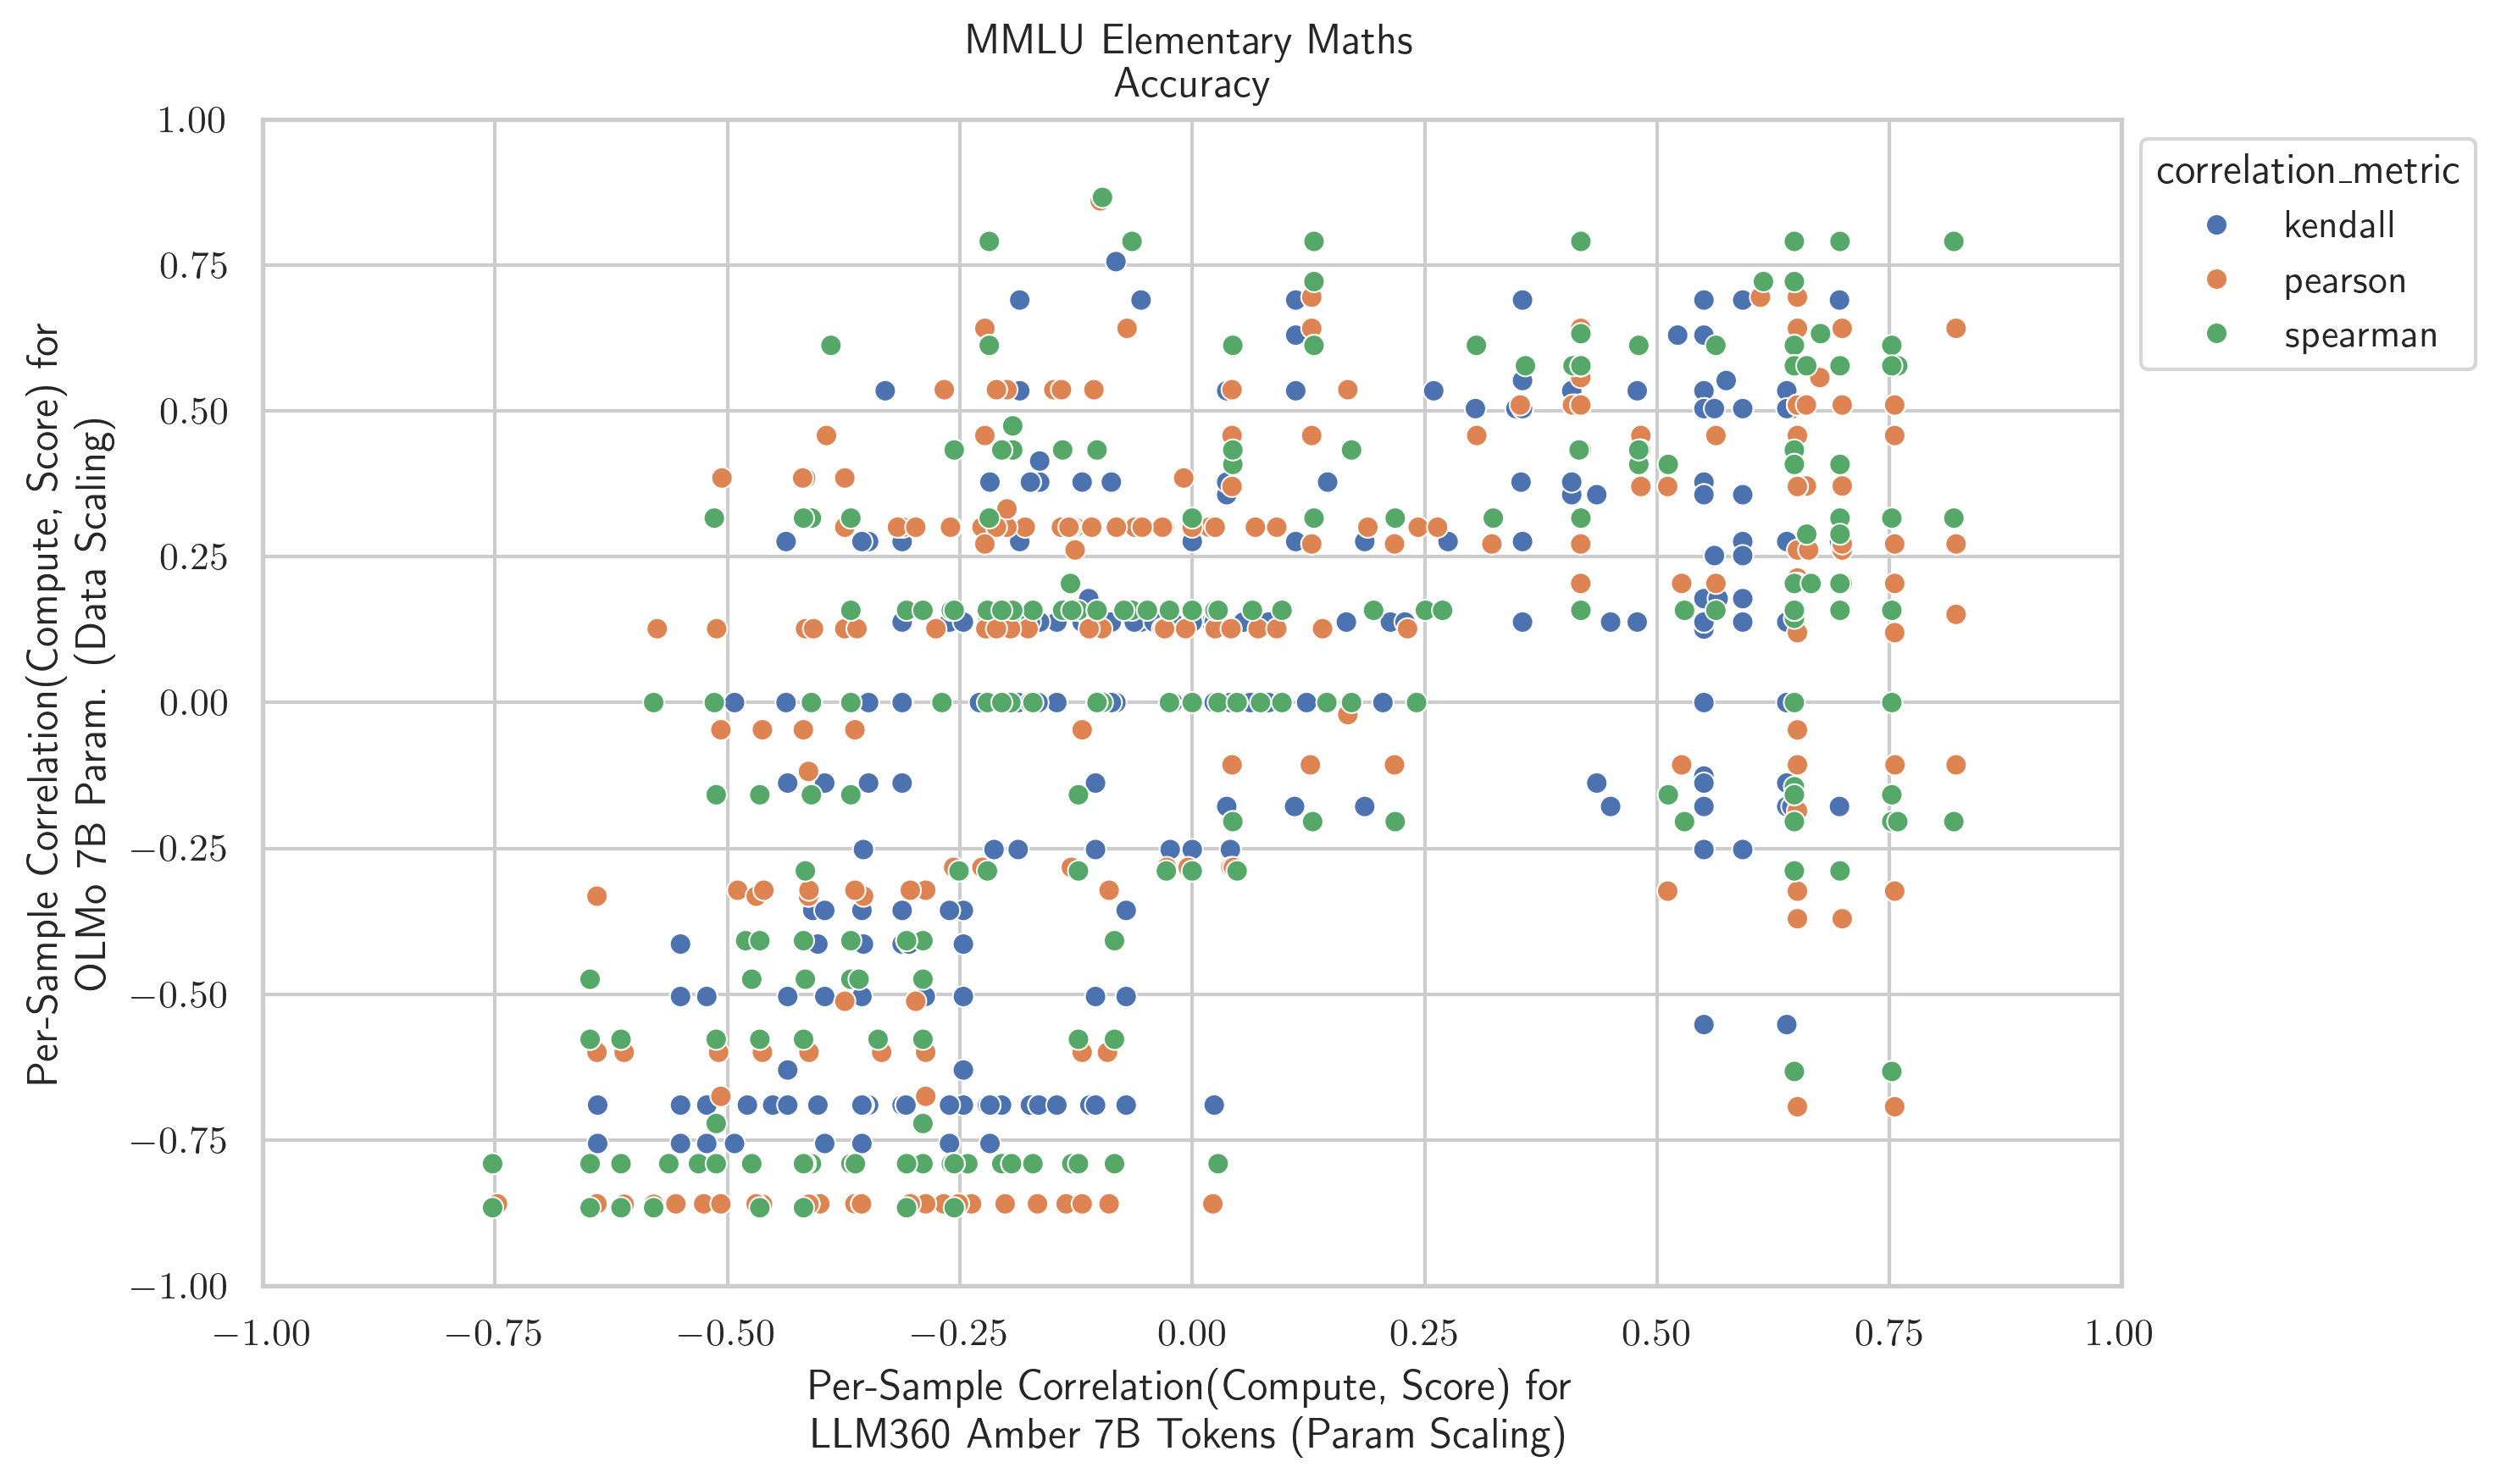 MMLU Elementary Maths
Accuracy
1.00
0.75
0.50
0.25
0.00
−0.25
−0.50
−0.75
−1.00
Per-Sample Correlation(Compute, Score) for
OLMo 7B Param. (Data Scaling)
−1.00 −0.75 −0.50 −0.25 0.00 0.25 0.50 0.75 1.00
Per-Sample Correlation(Compute, Score) for
LLM360 Amber 7B Tokens (Param Scaling)
correlation_metric
kendall
pearson
spearman